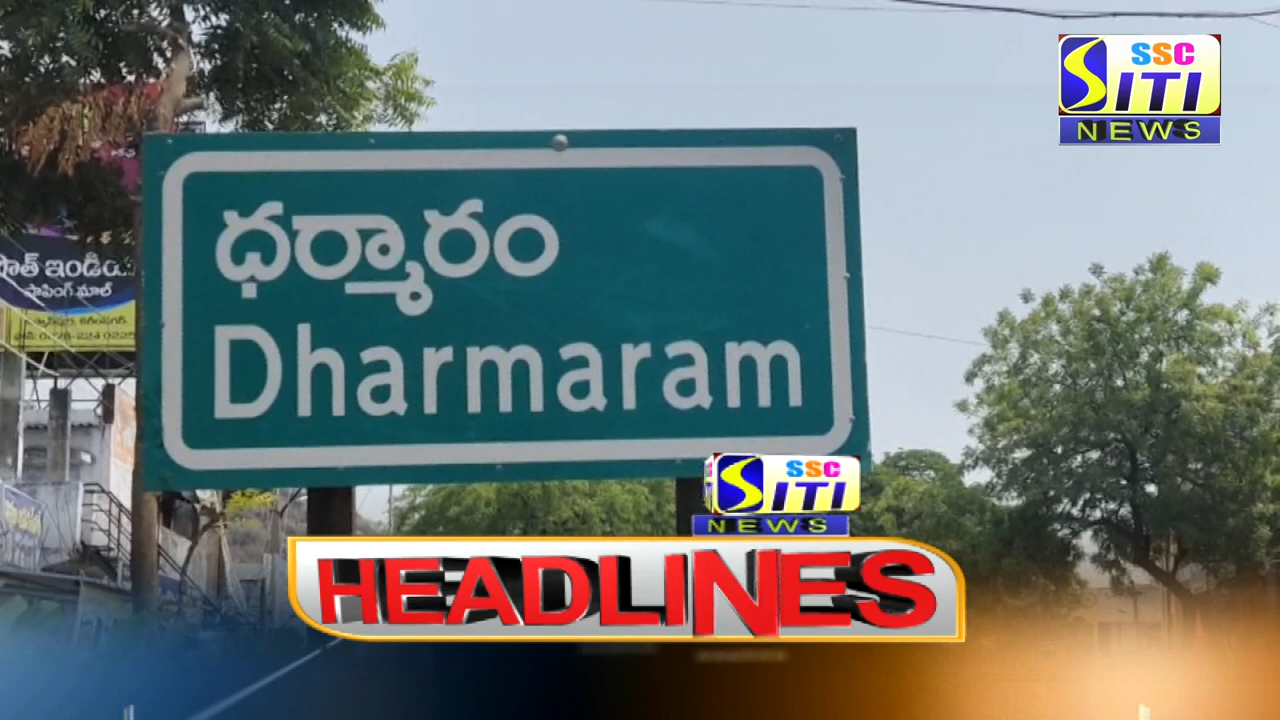 SSC
SITI
NEWS
ధర్మారం
Dharmaram
ఇండియా
షాపింగ్ మాల్
SSC
SITI
NEWS
HEADLINES